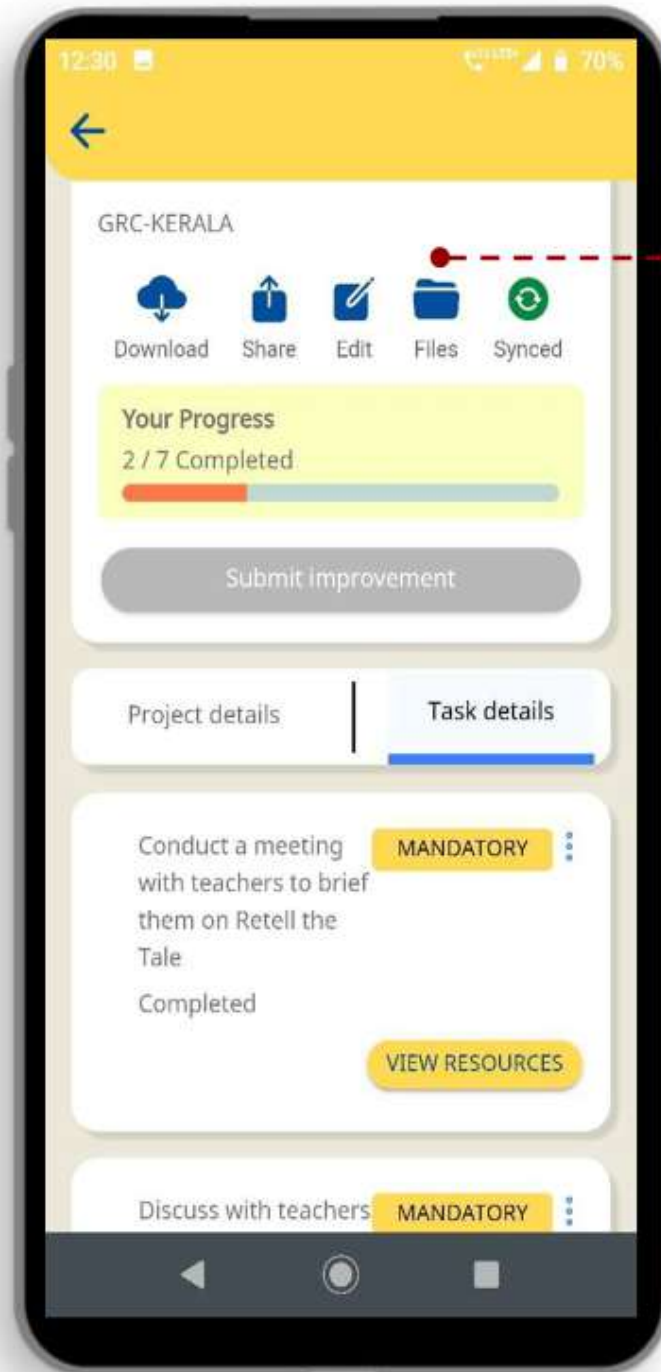 12:30 70%
GRC-KERALA
Download Share Edit Files Synced
Your Progress
2 / 7 Completed
Submit improvement
Project details Task details
Conduct a meeting MANDATORY
with teachers to brief
them on Retell the
Tale
Completed
VIEW RESOURCES
Discuss with teachers MANDATORY